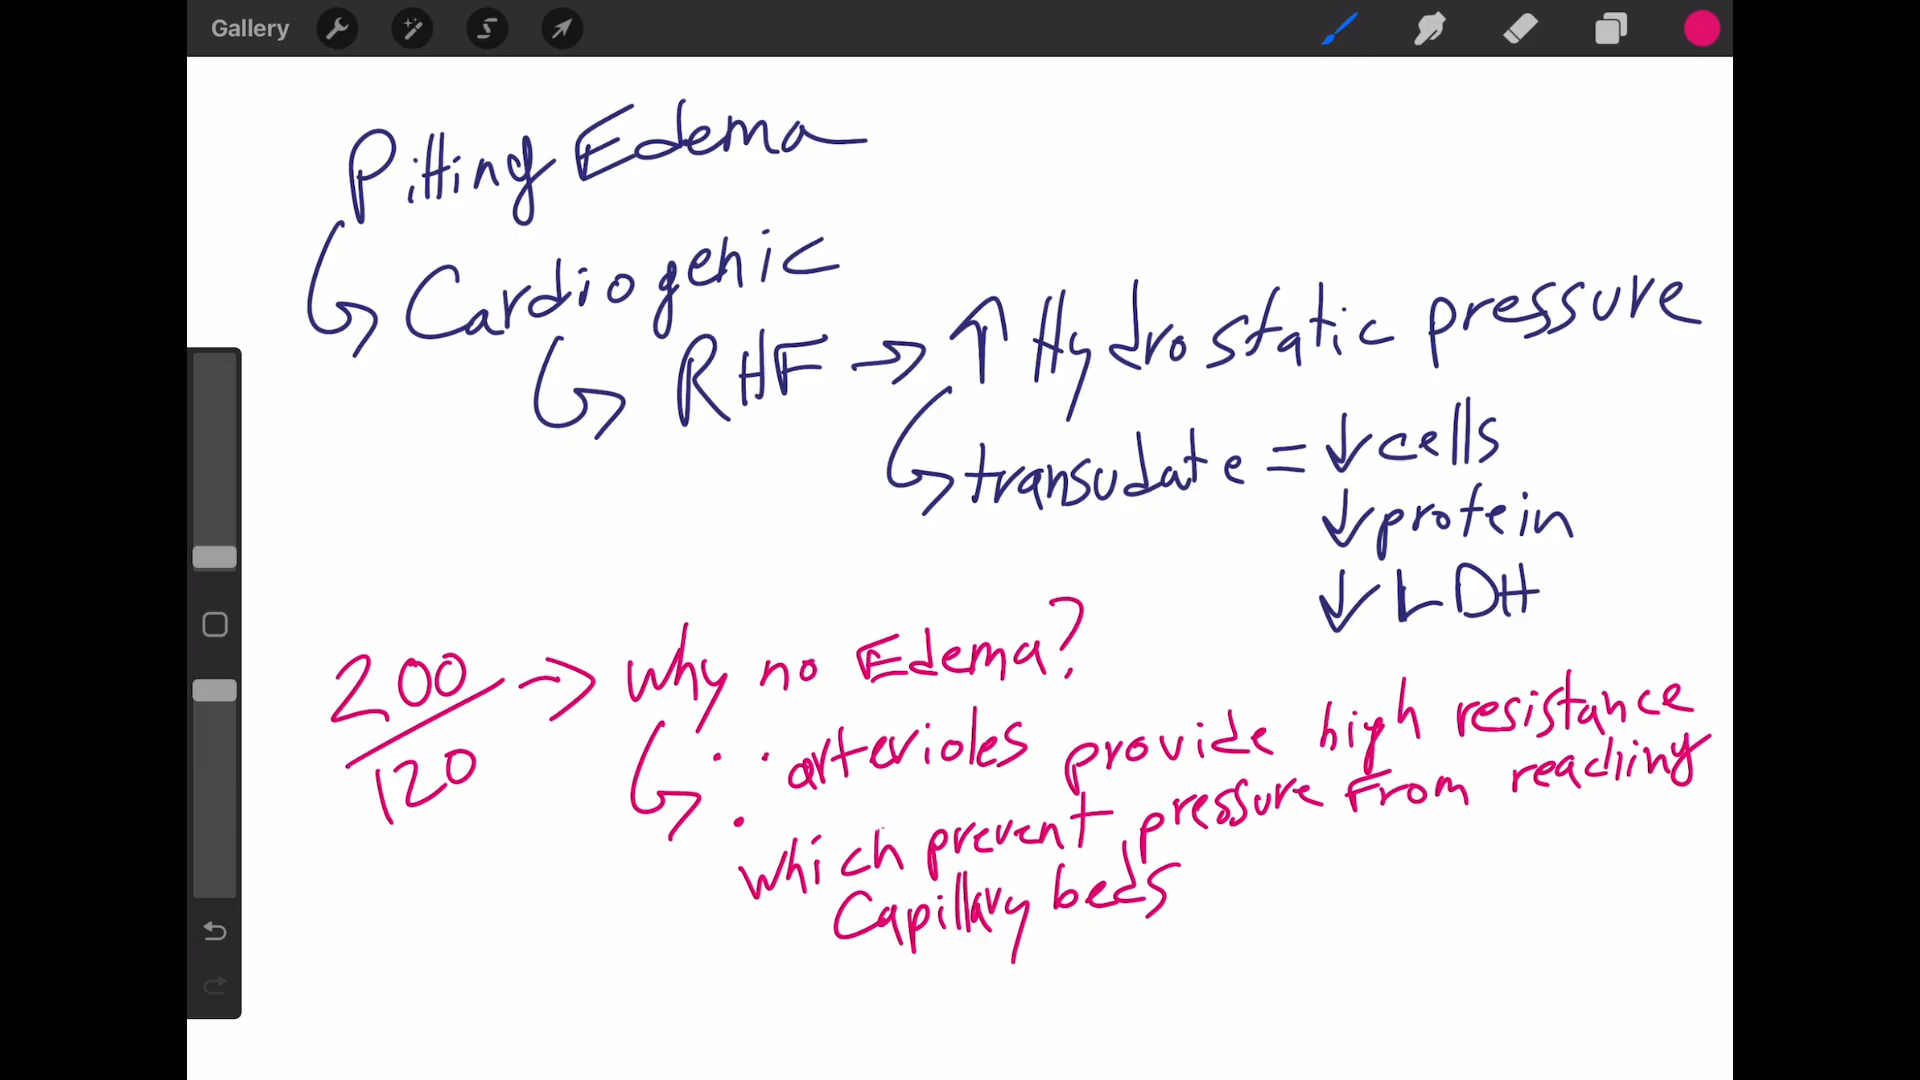 Gallery
Pitting Edema
Cardiogenic
RHF → ↑ Hydrostatic pressure
transudate = ↓ cells
↓ protein
↓ LDH
200/120 → why no Edema?
arterioles provide high resistance
which prevent pressure from reaching
Capillary beds